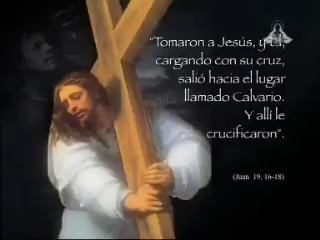 "Tomaron a Jesús, y Él,
cargando con su cruz,
salió hacia el lugar
llamado Calvario.
Y allí le
crucificaron".
(Juan 19, 16-18)